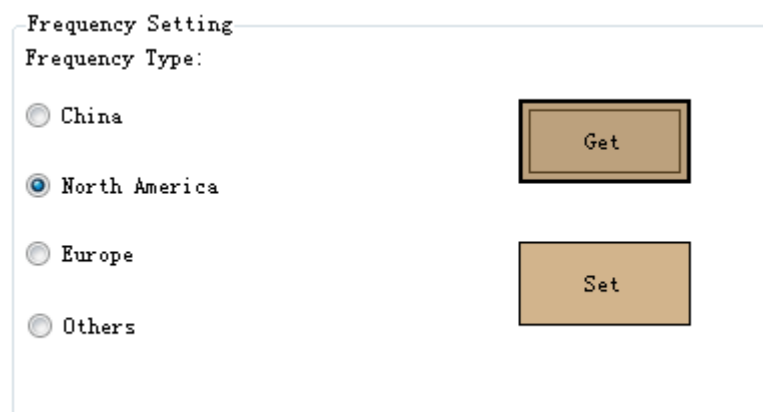 Frequency Setting
Frequency Type:
China
Get
North America
Europe
Set
Others